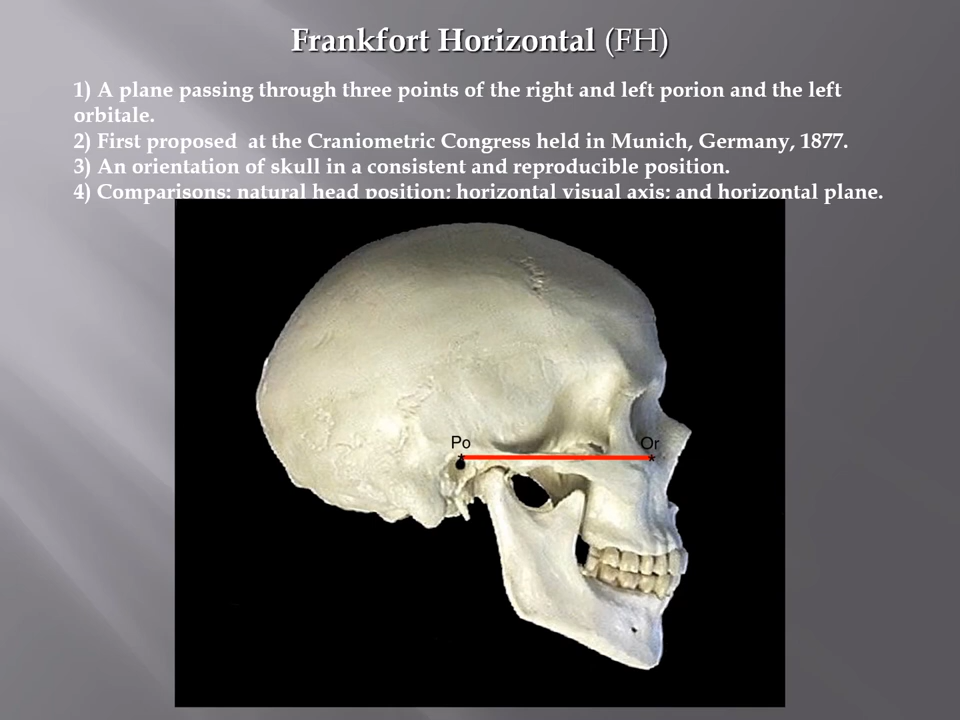 Frankfort Horizontal (FH)
1) A plane passing through three points of the right and left porion and the left
orbitale.
2) First proposed  at the Craniometric Congress held in Munich, Germany, 1877.
3) An orientation of skull in a consistent and reproducible position.
4) Comparisons: natural head position; horizontal visual axis; and horizontal plane.
Po Or
* *